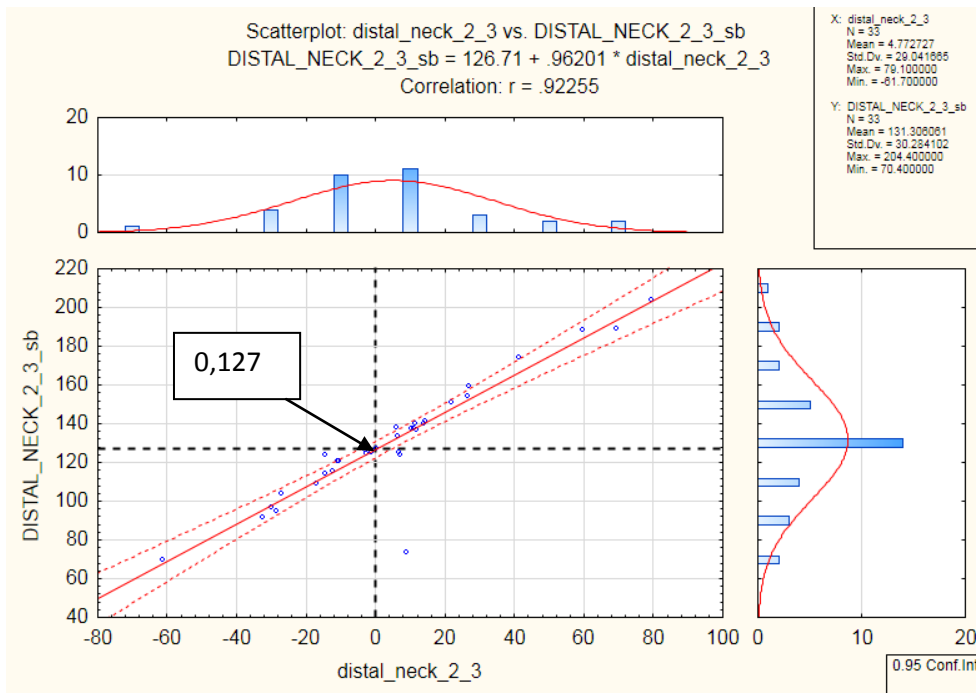 Scatterplot: distal_neck_2_3 vs. DISTAL_NECK_2_3_sb
DISTAL_NECK_2_3_sb = 126.71 + .96201 * distal_neck_2_3
Correlation: r = .92255
X: distal_neck_2_3
N = 33
Mean = 4.772727
Std.Dv. = 29.041665
Max. = 79.100000
Min. = -61.700000
Y: DISTAL_NECK_2_3_sb
N = 33
Mean = 131.306061
Std.Dv. = 30.284102
Max. = 204.400000
Min. = 70.400000
20
10
0
220
200
180
160
140
120
100
80
60
40
DISTAL_NECK_2_3_sb
0,127
-80 -60 -40 -20 0 20 40 60 80 100
distal_neck_2_3
0 10 20
0.95 Conf.Int